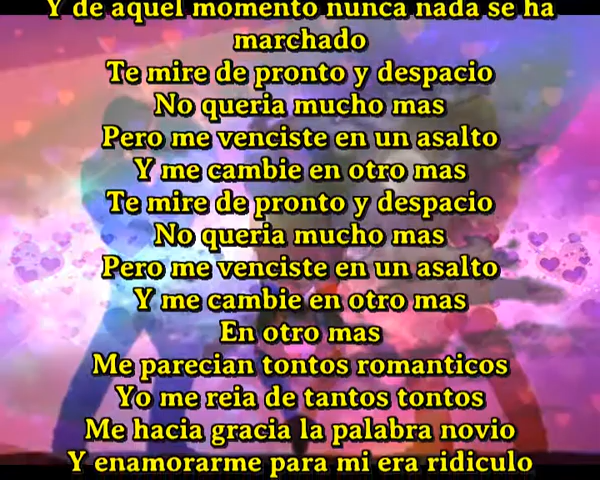 Y de aquel momento nunca nada se ha
marchado
Te mire de pronto y despacio
No queria mucho mas
Pero me venciste en un asalto
Y me cambie en otro mas
Te mire de pronto y despacio
No queria mucho mas
Pero me venciste en un asalto
Y me cambie en otro mas
En otro mas
Me parecian tontos romanticos
Yo me reia de tantos tontos
Me hacia gracia la palabra novio
Y enamorarme para mi era ridiculo